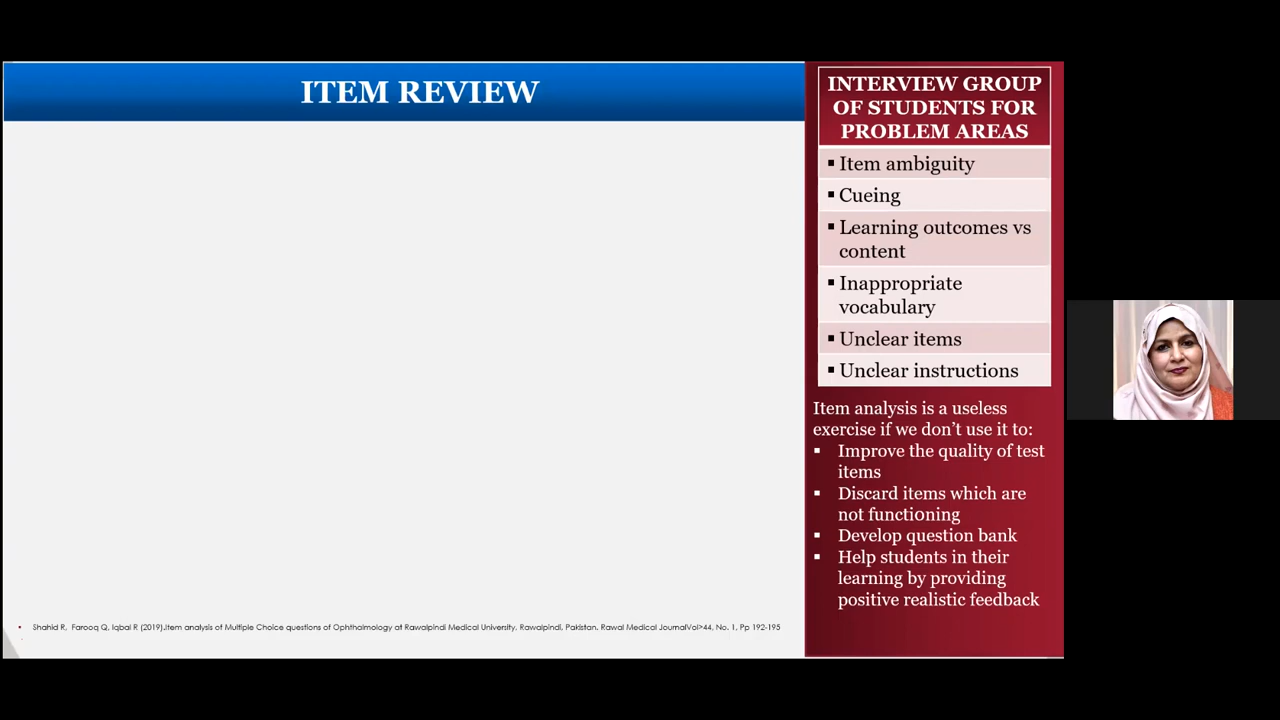 ITEM REVIEW
INTERVIEW GROUP
OF STUDENTS FOR
PROBLEM AREAS
▪ Item ambiguity
▪ Cueing
▪ Learning outcomes vs
content
▪ Inappropriate
vocabulary
▪ Unclear items
▪ Unclear instructions
Item analysis is a useless
exercise if we don't use it to:
▪ Improve the quality of test
items
▪ Discard items which are
not functioning
▪ Develop question bank
▪ Help students in their
learning by providing
positive realistic feedback
• Shahid R, Farooq Q, Iqbal R (2019).Item analysis of Multiple Choice questions of Ophthalmology at Rawalpindi Medical University. Rawalpindi, Pakistan. Rawal Medical JournalVol>44, No. 1, Pp 192-195